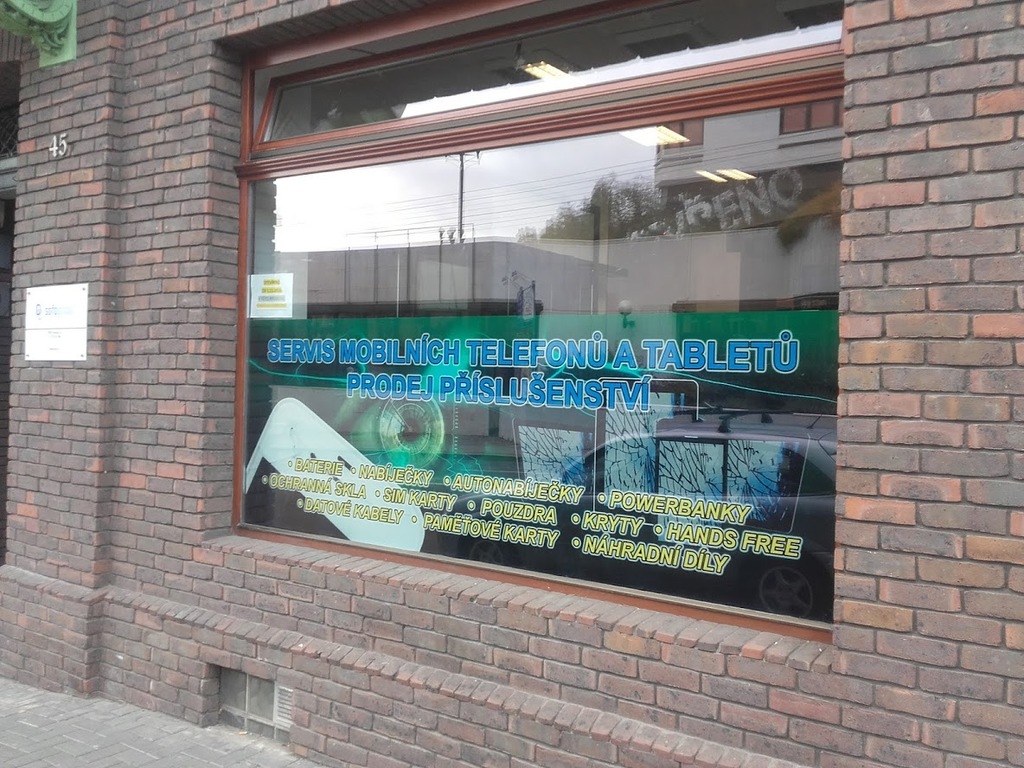 45
SERVIS MOBILNÍCH TELEFONŮ A TABLETŮ
PRODEJ PŘÍSLUŠENSTVÍ
• BATERIE • NABÍJEČKY • AUTONABÍJEČKY • POWERBANKY
• OCHRANNÁ SKLA • SIM KARTY • POUZDRA • KRYTY • HANDS FREE
• DATOVÉ KABELY • PAMĚŤOVÉ KARTY • NÁHRADNÍ DÍLY